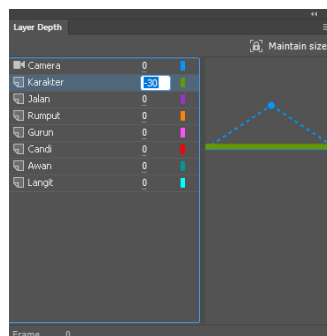 Layer Depth
Maintain size
Camera 0
Karakter -30
Jalan 0
Rumput 0
Gurun 0
Candi 0
Awan 0
Langit 0
Frame 0